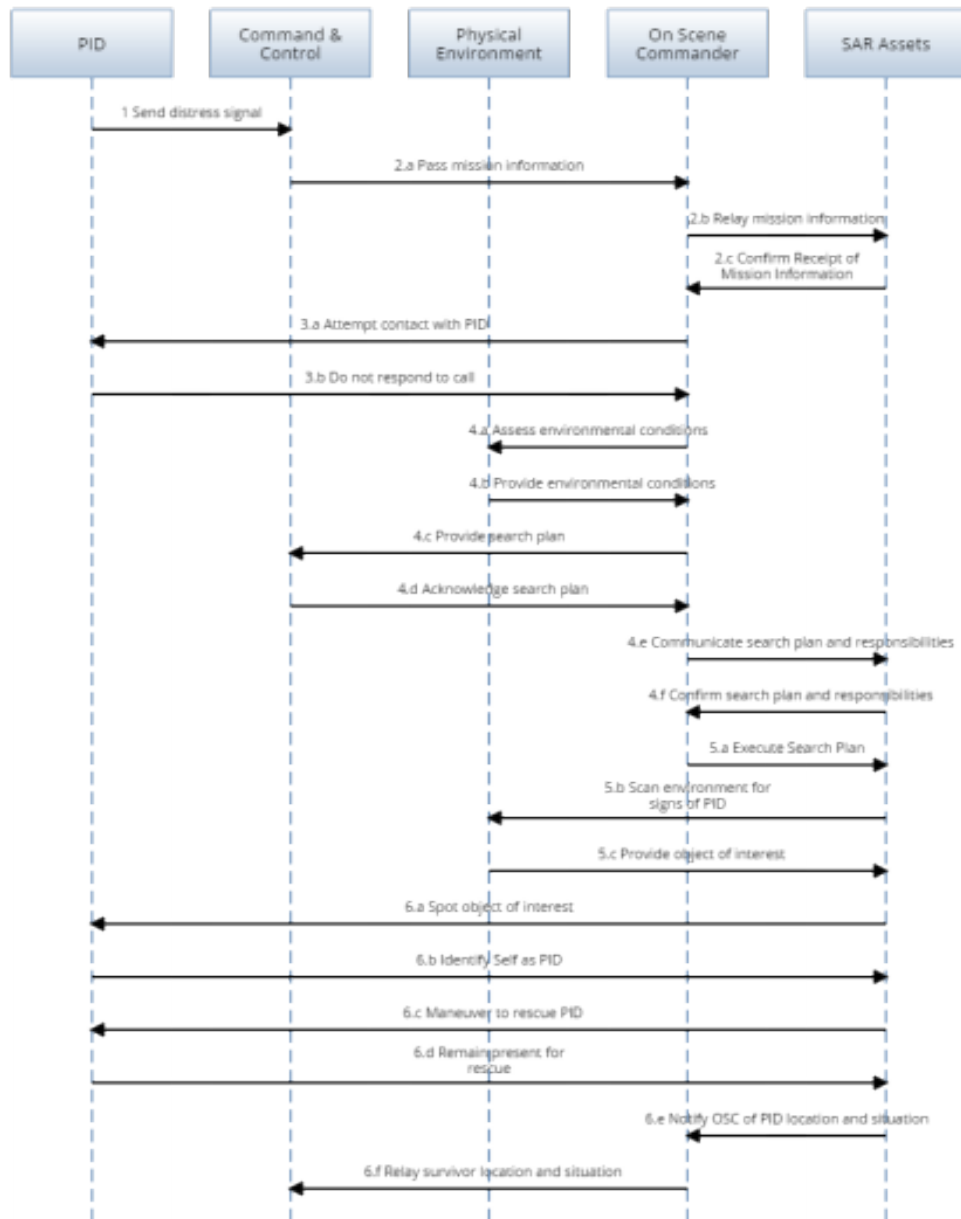 PID
Command &
Control
Physical
Environment
On Scene
Commander
SAR Assets
1 Send distress signal
2.a Pass mission information
2.b Relay mission information
2.c Confirm Receipt of
Mission Information
3.a Attempt contact with PID
3.b Do not respond to call
4.a Assess environmental conditions
4.b Provide environmental conditions
4.c Provide search plan
4.d Acknowledge search plan
4.e Communicate search plan and responsibilities
4.f Confirm search plan and responsibilities
5.a Execute Search Plan
5.b Scan environment for
signs of PID
5.c Provide object of interest
6.a Spot object of interest
6.b Identify Self as PID
6.c Maneuver to rescue PID
6.d Remain present for
rescue
6.e Notify OSC of PID location and situation
6.f Relay survivor location and situation